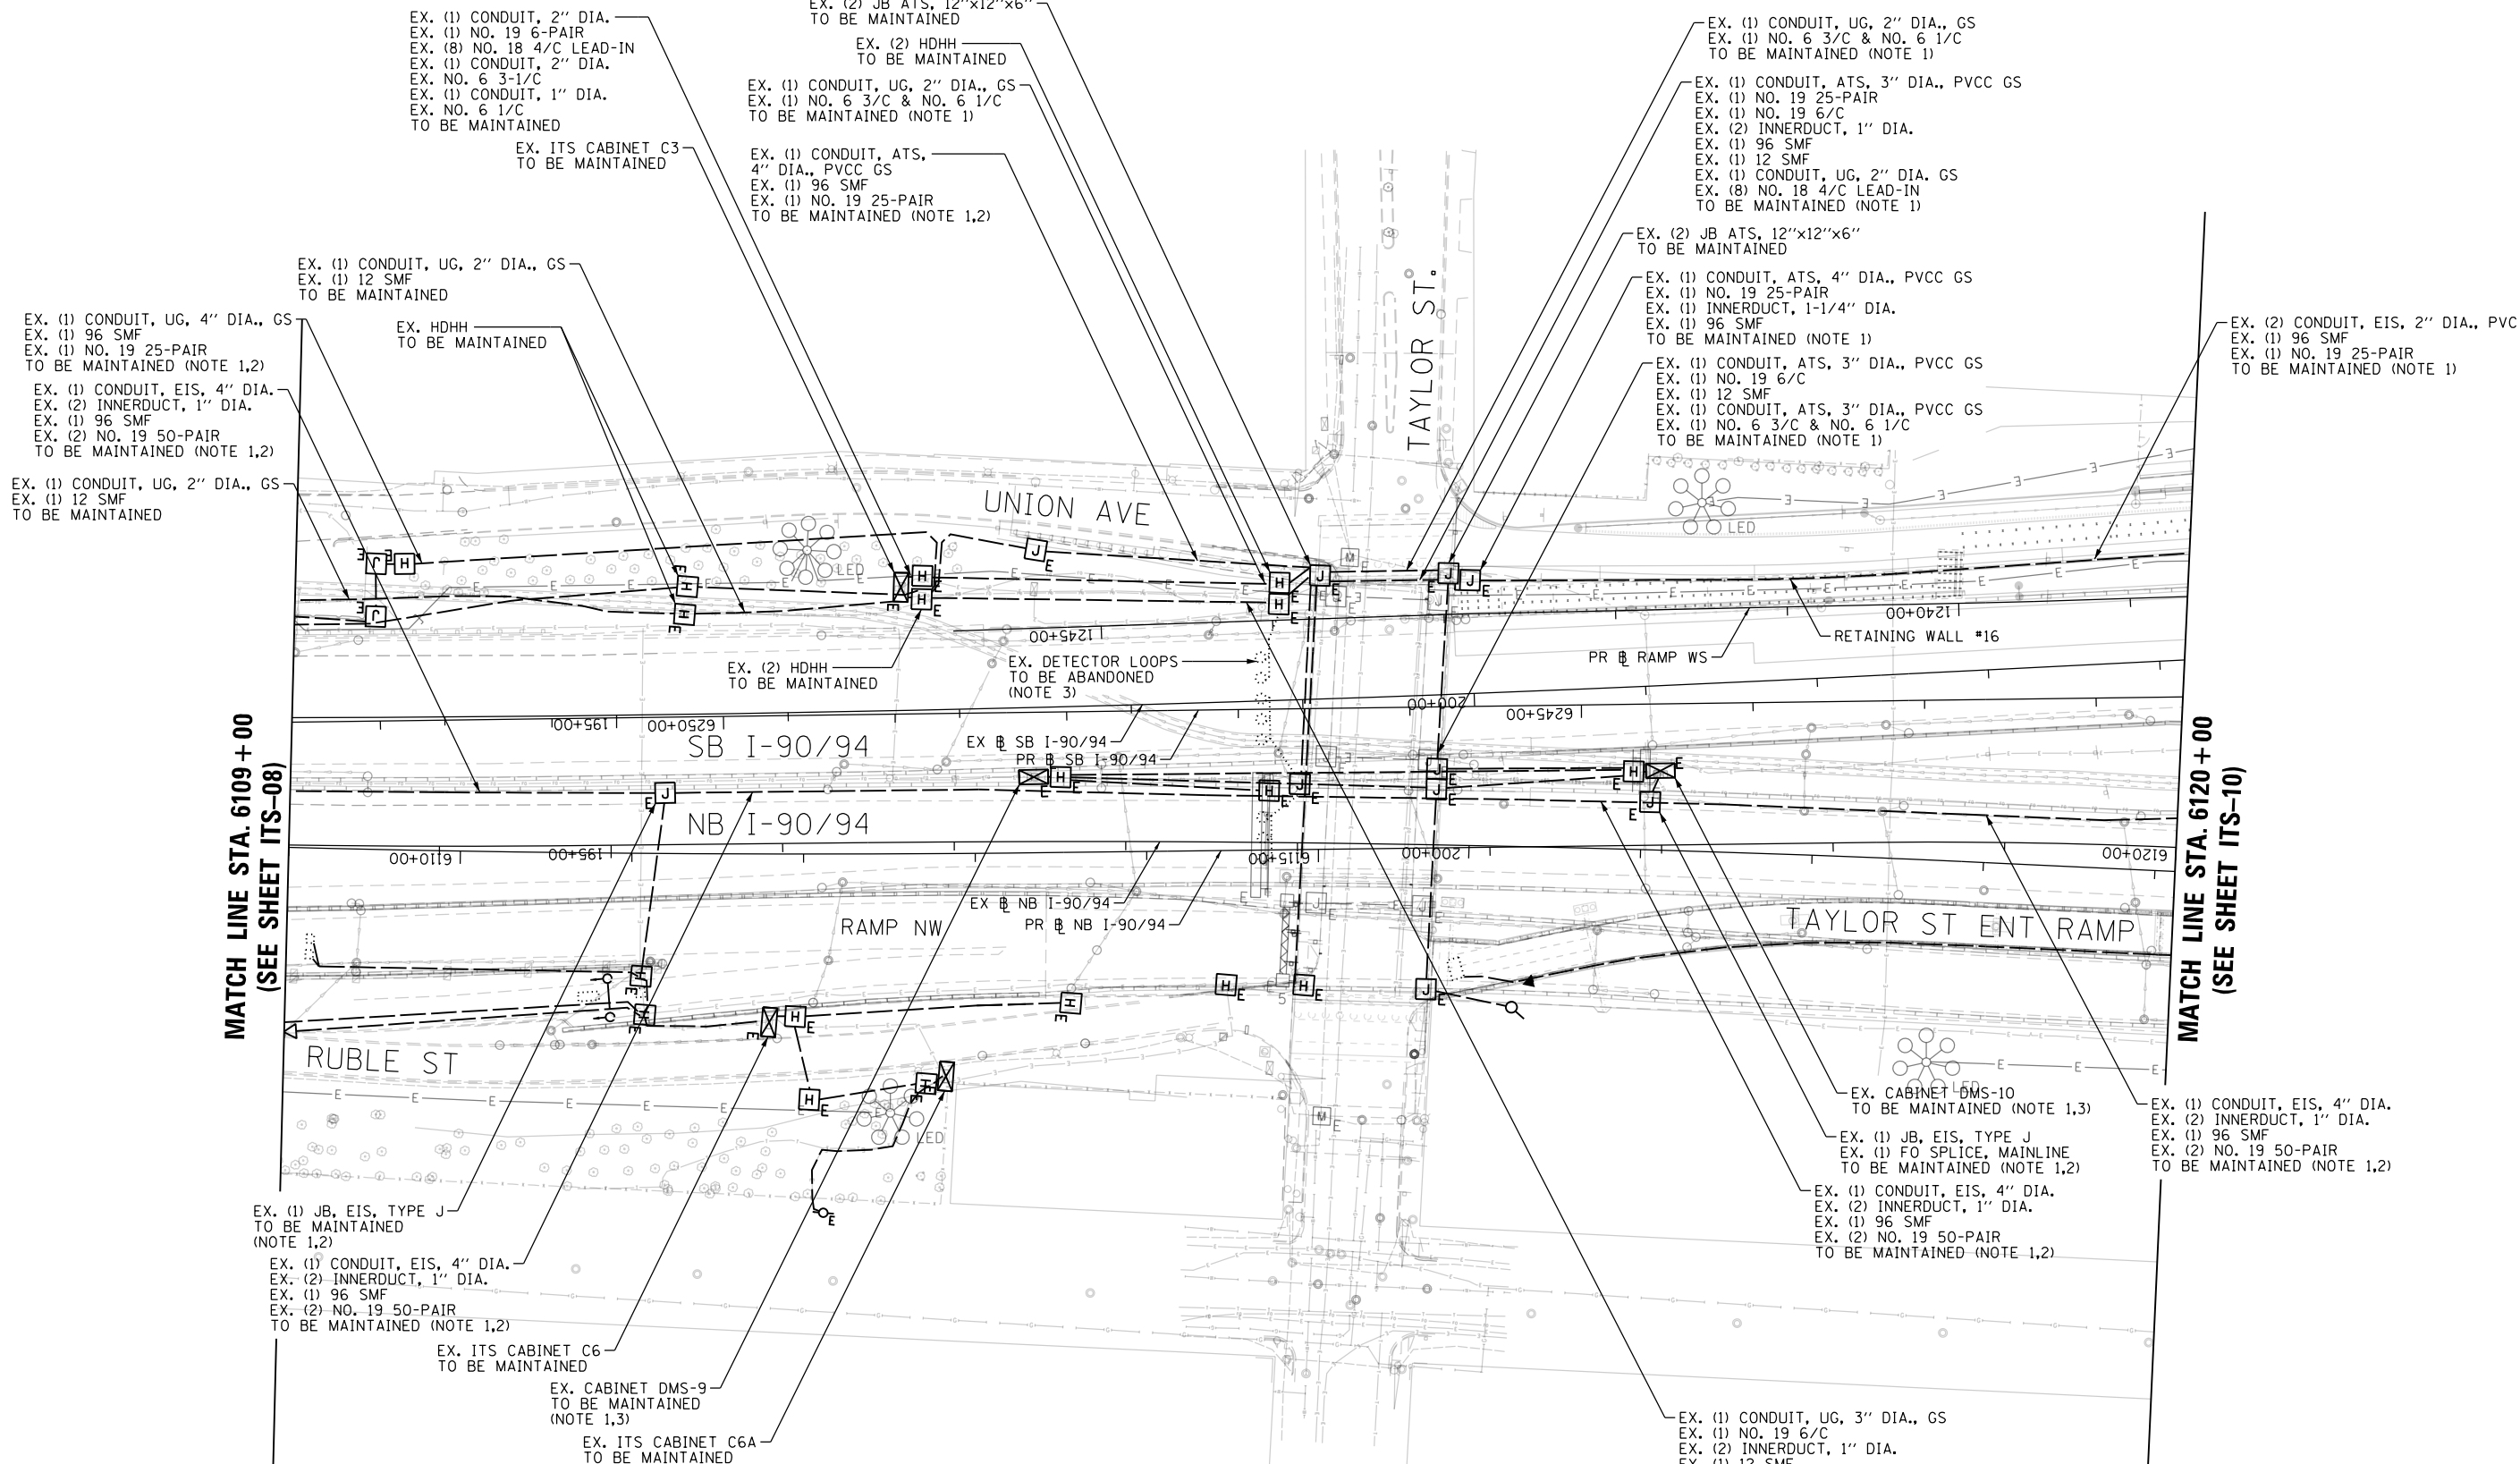 EX. (1) CONDUIT, 2" DIA.
EX. (1) NO. 19 6-PAIR
EX. (8) NO. 18 4/C LEAD-IN
EX. (1) CONDUIT, 2" DIA.
EX. NO. 6 3-1/C
EX. (1) CONDUIT, 1" DIA.
EX. NO. 6 1/C
TO BE MAINTAINED
EX. ITS CABINET C3
TO BE MAINTAINED
EX. (2) JB ATS, 12"x12"x6"
TO BE MAINTAINED
EX. (2) HDHH
TO BE MAINTAINED
EX. (1) CONDUIT, UG, 2" DIA., GS
EX. (1) NO. 6 3/C & NO. 6 1/C
TO BE MAINTAINED (NOTE 1)
EX. (1) CONDUIT, ATS,
4" DIA., PVCC GS
EX. (1) 96 SMF
EX. (1) NO. 19 25-PAIR
TO BE MAINTAINED (NOTE 1,2)
EX. (1) CONDUIT, UG, 2" DIA., GS
EX. (1) NO. 6 3/C & NO. 6 1/C
TO BE MAINTAINED (NOTE 1)
EX. (1) CONDUIT, ATS, 3" DIA., PVCC GS
EX. (1) NO. 19 25-PAIR
EX. (1) NO. 19 6/C
EX. (2) INNERDUCT, 1" DIA.
EX. (1) 96 SMF
EX. (1) 12 SMF
EX. (1) CONDUIT, UG, 2" DIA. GS
EX. (8) NO. 18 4/C LEAD-IN
TO BE MAINTAINED (NOTE 1)
EX. (2) JB ATS, 12"x12"x6"
TO BE MAINTAINED
EX. (1) CONDUIT, ATS, 4" DIA., PVCC GS
EX. (1) NO. 19 25-PAIR
EX. (1) INNERDUCT, 1-1/4" DIA.
EX. (1) 96 SMF
TO BE MAINTAINED (NOTE 1)
EX. (1) CONDUIT, ATS, 3" DIA., PVCC GS
EX. (1) NO. 19 6/C
EX. (1) 12 SMF
EX. (1) CONDUIT, ATS, 3" DIA., PVCC GS
EX. (1) NO. 6 3/C & NO. 6 1/C
TO BE MAINTAINED (NOTE 1)
EX. (2) CONDUIT, EIS, 2" DIA., PVC
EX. (1) 96 SMF
EX. (1) NO. 19 25-PAIR
TO BE MAINTAINED (NOTE 1)
EX. (1) CONDUIT, UG, 2" DIA., GS
EX. (1) 12 SMF
TO BE MAINTAINED
EX. (1) CONDUIT, UG, 4" DIA., GS
EX. (1) 96 SMF
EX. (1) NO. 19 25-PAIR
TO BE MAINTAINED (NOTE 1,2)
EX. HDHH
TO BE MAINTAINED
EX. (1) CONDUIT, EIS, 4" DIA.
EX. (2) INNERDUCT, 1" DIA.
EX. (1) 96 SMF
EX. (2) NO. 19 50-PAIR
TO BE MAINTAINED (NOTE 1,2)
EX. (1) CONDUIT, UG, 2" DIA., GS
EX. (1) 12 SMF
TO BE MAINTAINED
TAYLOR ST.
UNION AVE
LED
LED
1245+00
1240+00
RETAINING WALL #16
PR ℄ RAMP WS
EX. (2) HDHH
TO BE MAINTAINED
EX. DETECTOR LOOPS
TO BE ABANDONED
(NOTE 3)
195+00
6250+00
200+00
6245+00
SB I-90/94
EX ℄ SB I-90/94
PR ℄ SB I-90/94
NB I-90/94
6110+00
195+00
6115+00
200+00
6120+00
MATCH LINE STA. 6109+00
(SEE SHEET ITS-08)
MATCH LINE STA. 6120+00
(SEE SHEET ITS-10)
EX ℄ NB I-90/94
PR ℄ NB I-90/94
RAMP NW
TAYLOR ST ENT RAMP
RUBLE ST
LED
LED
EX. CABINET DMS-10
TO BE MAINTAINED (NOTE 1,3)
EX. (1) JB, EIS, TYPE J
EX. (1) FO SPLICE, MAINLINE
TO BE MAINTAINED (NOTE 1,2)
EX. (1) CONDUIT, EIS, 4" DIA.
EX. (2) INNERDUCT, 1" DIA.
EX. (1) 96 SMF
EX. (2) NO. 19 50-PAIR
TO BE MAINTAINED (NOTE 1,2)
EX. (1) CONDUIT, EIS, 4" DIA.
EX. (2) INNERDUCT, 1" DIA.
EX. (1) 96 SMF
EX. (2) NO. 19 50-PAIR
TO BE MAINTAINED (NOTE 1,2)
EX. (1) JB, EIS, TYPE J
TO BE MAINTAINED
(NOTE 1,2)
EX. (1) CONDUIT, EIS, 4" DIA.
EX. (2) INNERDUCT, 1" DIA.
EX. (1) 96 SMF
EX. (2) NO. 19 50-PAIR
TO BE MAINTAINED (NOTE 1,2)
EX. ITS CABINET C6
TO BE MAINTAINED
EX. CABINET DMS-9
TO BE MAINTAINED
(NOTE 1,3)
EX. ITS CABINET C6A
TO BE MAINTAINED
EX. (1) CONDUIT, UG, 3" DIA., GS
EX. (1) NO. 19 6/C
EX. (2) INNERDUCT, 1" DIA.
EX. (1) 12 SMF